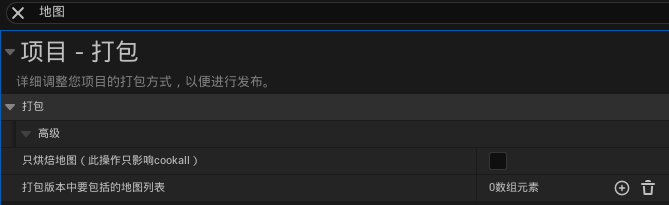 地图
项目 - 打包
详细调整您项目的打包方式，以便进行发布。
打包
高级
只烘焙地图（此操作只影响cookall）
打包版本中要包括的地图列表 0数组元素